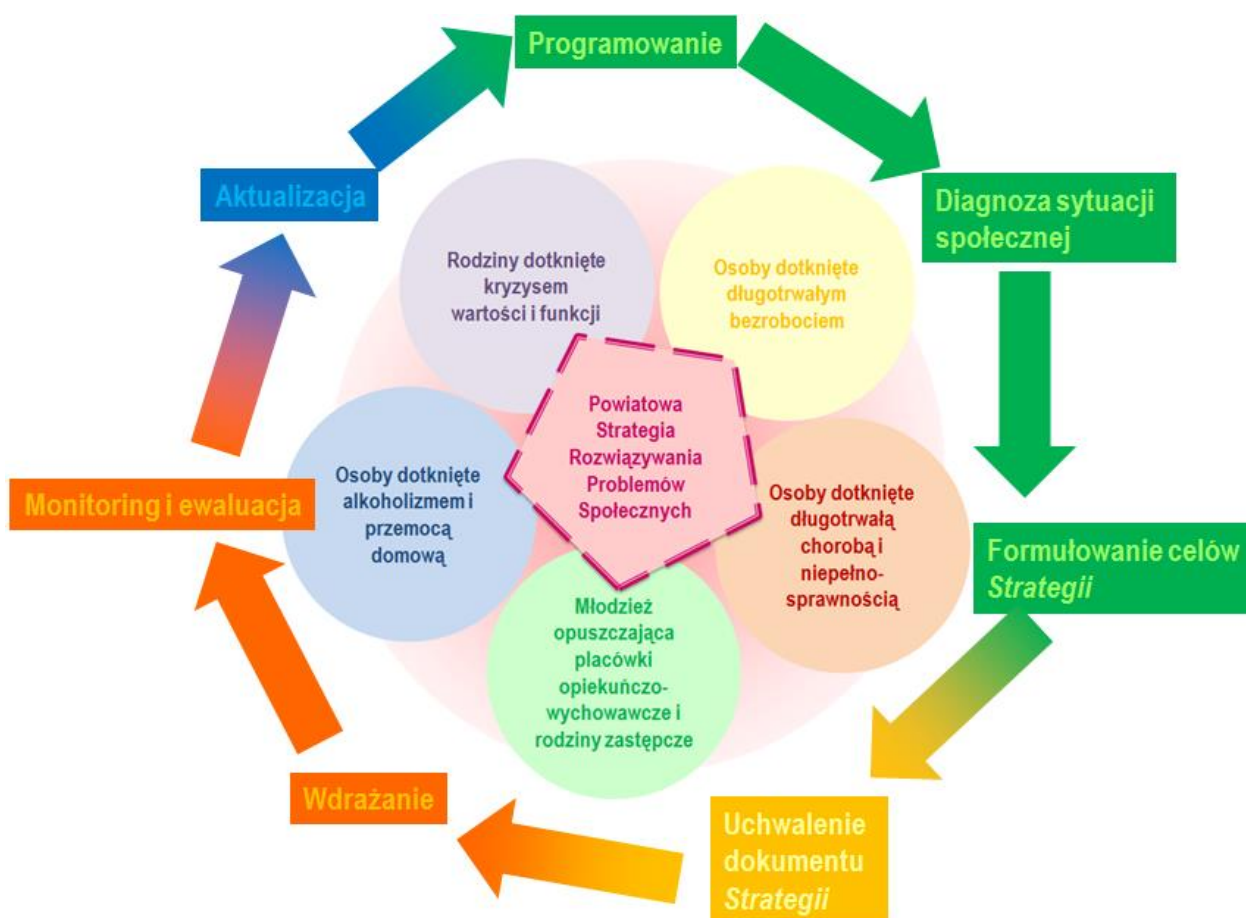 Programowanie
Aktualizacja
Diagnoza sytuacji
społecznej
Rodziny dotknięte
kryzysem
wartości i funkcji
Osoby dotknięte
długotrwałym
bezrobociem
Powiatowa
Strategia
Rozwiązywania
Problemów
Społecznych
Osoby dotknięte
alkoholizmem i
przemocą
domową
Osoby dotknięte
długotrwałą
chorobą i
niepełno-
sprawnością
Monitoring i ewaluacja
Formułowanie celów
Strategii
Młodzież
opuszczająca
placówki
opiekuńczo-
wychowawcze i
rodziny zastępcze
Wdrażanie
Uchwalenie
dokumentu
Strategii